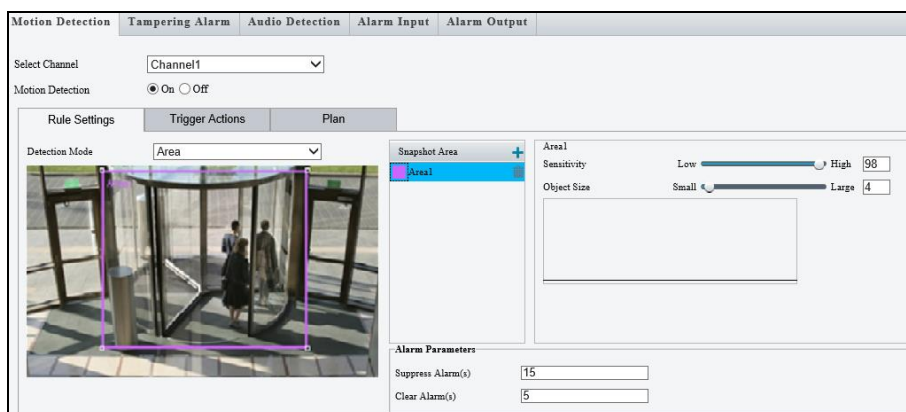 Motion Detection Tampering Alarm Audio Detection Alarm Input Alarm Output
Select Channel Channel1
Motion Detection On Off
Rule Settings Trigger Actions Plan
Detection Mode Area
Snapshot Area +
Area1
Area1
Sensitivity Low High 98
Object Size Small Large 4
Alarm Parameters
Suppress Alarm(s) 15
Clear Alarm(s) 5